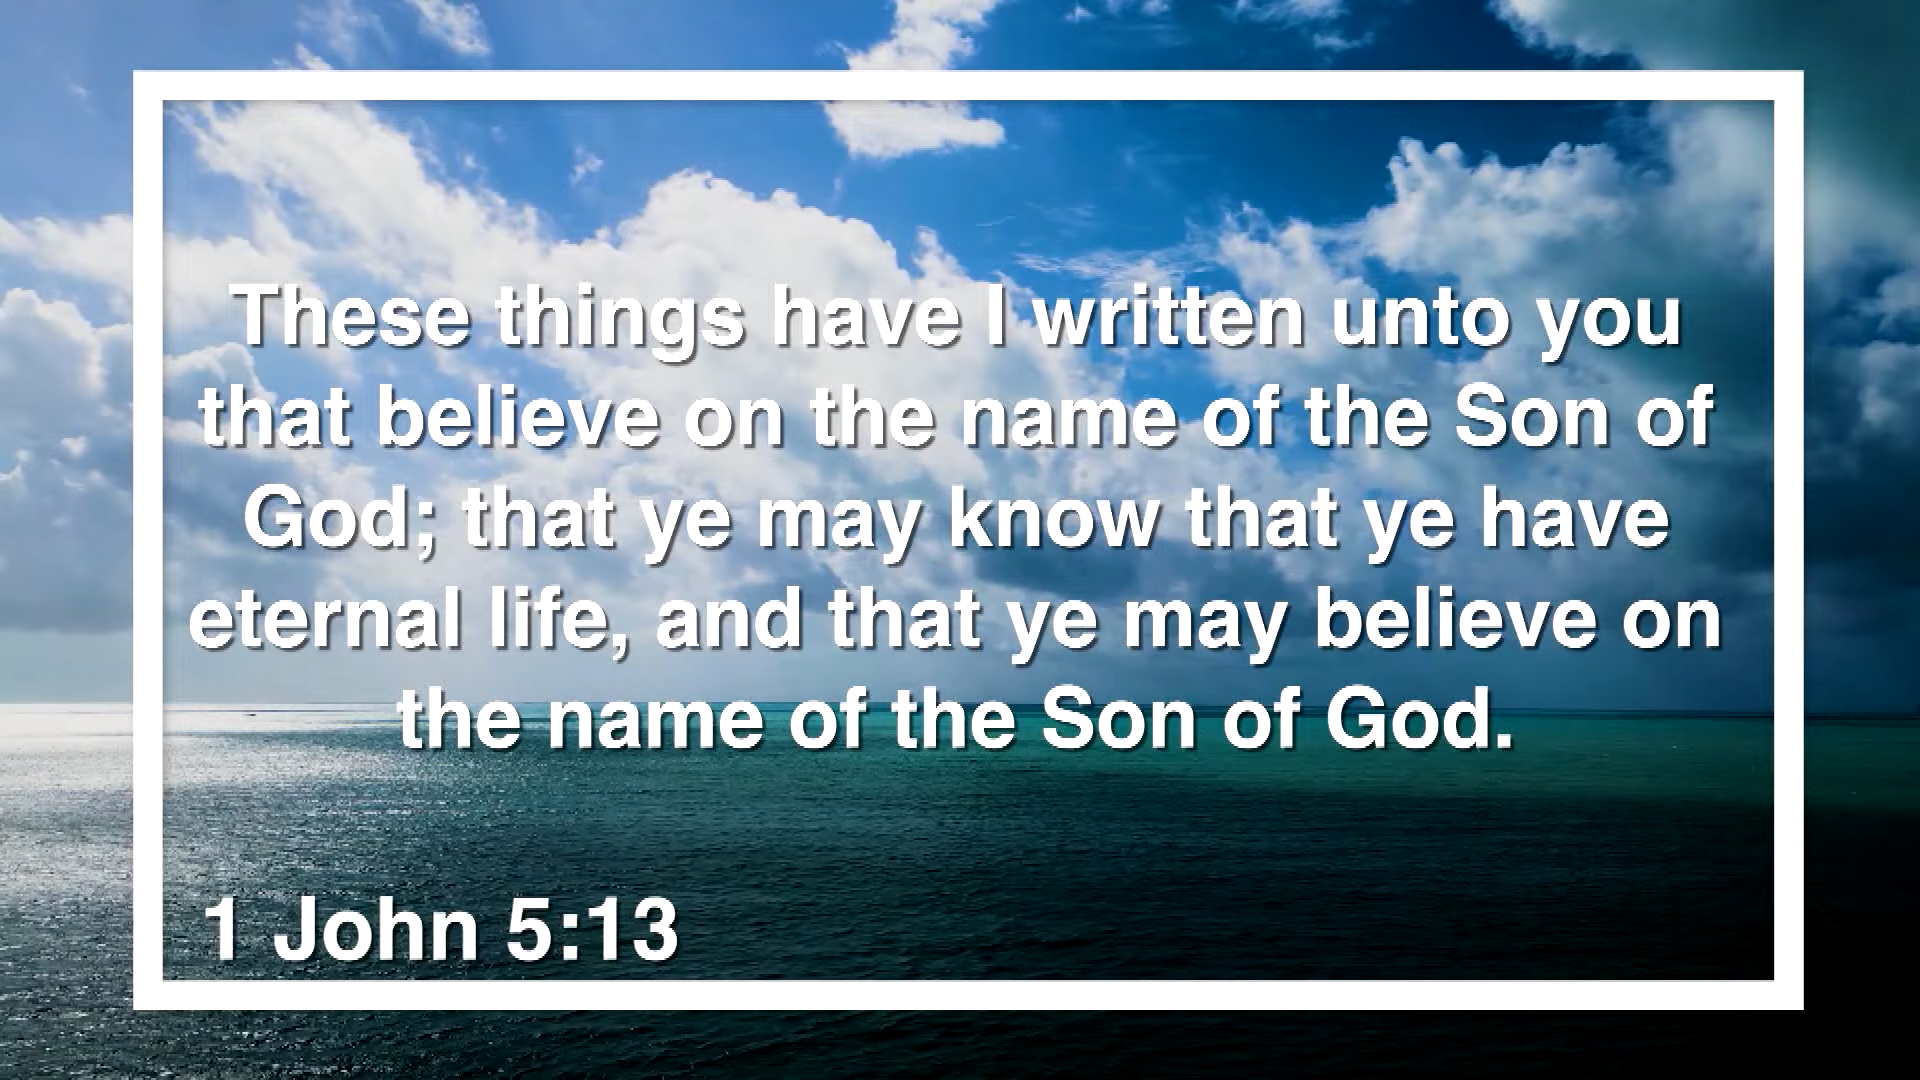 These things have I written unto you
that believe on the name of the Son of
God; that ye may know that ye have
eternal life, and that ye may believe on
the name of the Son of God.
1 John 5:13